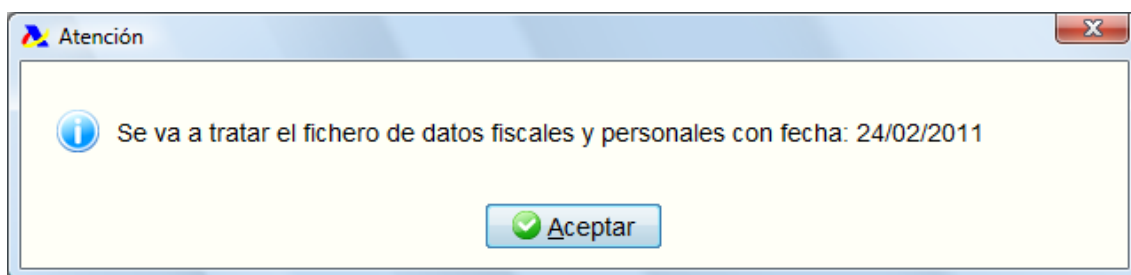 Atención
Se va a tratar el fichero de datos fiscales y personales con fecha: 24/02/2011
Aceptar